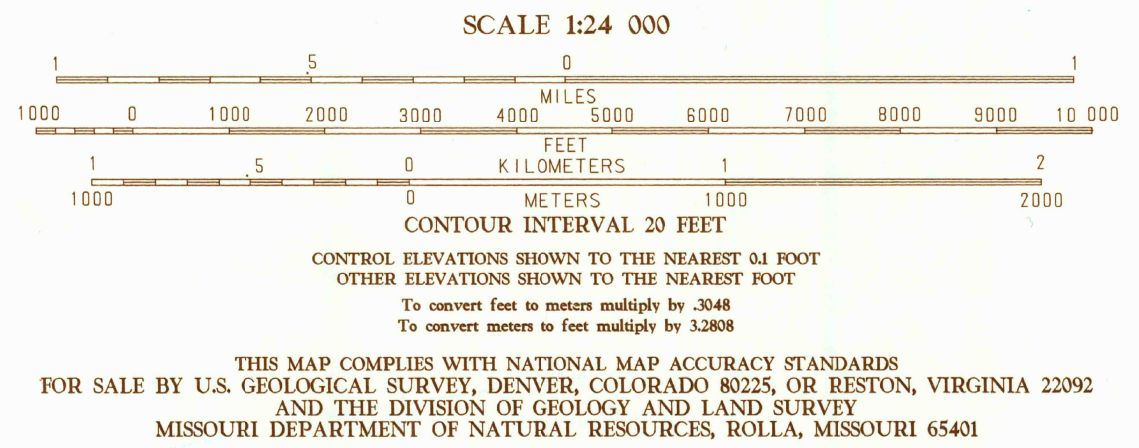 SCALE 1:24 000
1 .5 0 1
MILES
1000 0 1000 2000 3000 4000 5000 6000 7000 8000 9000 10 000
FEET
1 .5 0 KILOMETERS 1 2
1000 0 METERS 1000 2000
CONTOUR INTERVAL 20 FEET
CONTROL ELEVATIONS SHOWN TO THE NEAREST 0.1 FOOT
OTHER ELEVATIONS SHOWN TO THE NEAREST FOOT
To convert feet to meters multiply by .3048
To convert meters to feet multiply by 3.2808
THIS MAP COMPLIES WITH NATIONAL MAP ACCURACY STANDARDS
FOR SALE BY U.S. GEOLOGICAL SURVEY, DENVER, COLORADO 80225, OR RESTON, VIRGINIA 22092
AND THE DIVISION OF GEOLOGY AND LAND SURVEY
MISSOURI DEPARTMENT OF NATURAL RESOURCES, ROLLA, MISSOURI 65401